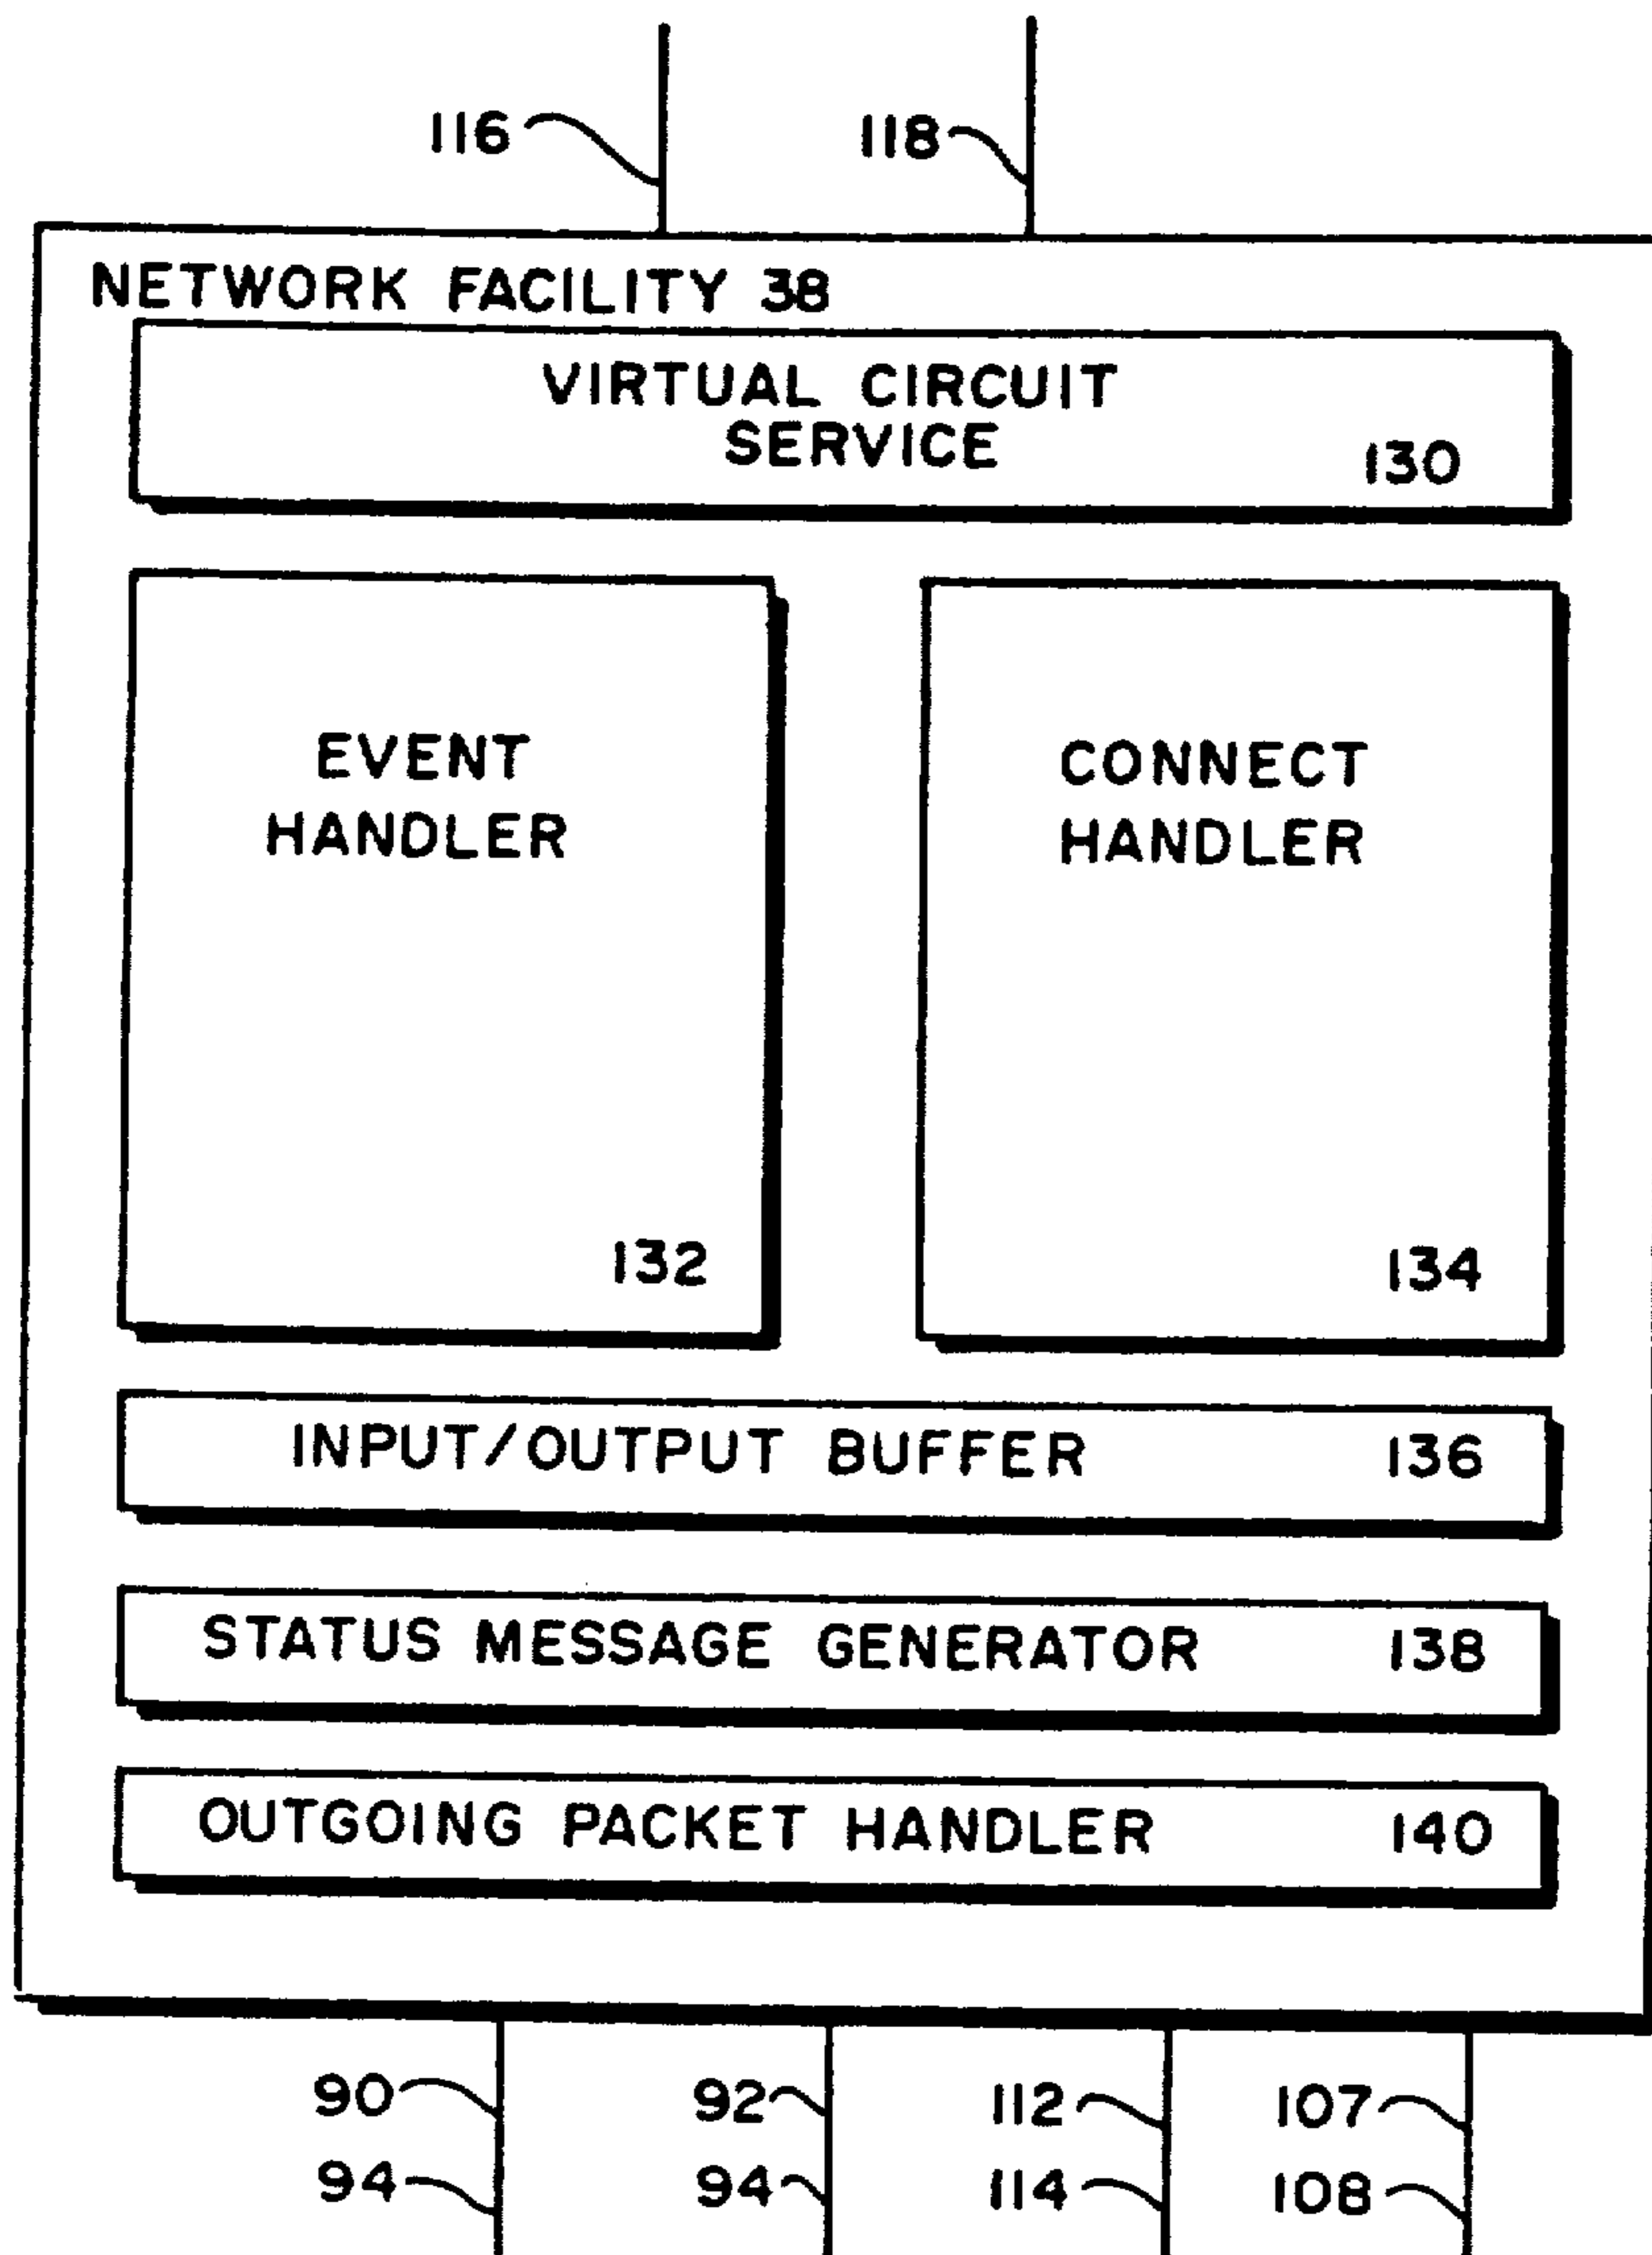 116 118
NETWORK FACILITY 38
VIRTUAL CIRCUIT
SERVICE 130
EVENT
HANDLER
132
CONNECT
HANDLER
134
INPUT/OUTPUT BUFFER 136
STATUS MESSAGE GENERATOR 138
OUTGOING PACKET HANDLER 140
90 92 112 107
94 94 114 108